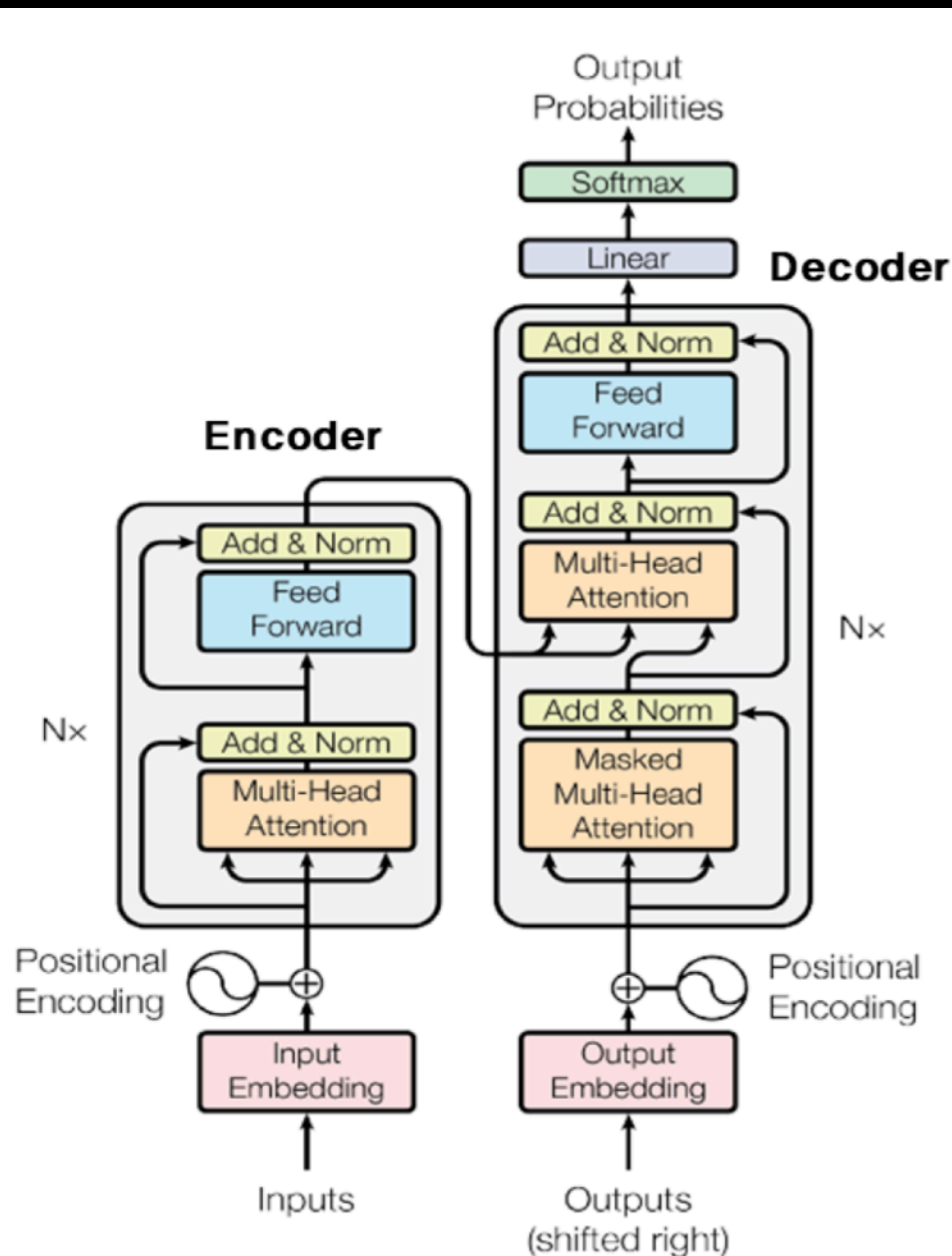 Output
Probabilities
Softmax
Linear
Decoder
Add & Norm
Feed
Forward
Add & Norm
Multi-Head
Attention
Nx
Add & Norm
Masked
Multi-Head
Attention
Positional
Encoding
Output
Embedding
Outputs
(shifted right)
Encoder
Add & Norm
Feed
Forward
Nx
Add & Norm
Multi-Head
Attention
Positional
Encoding
Input
Embedding
Inputs